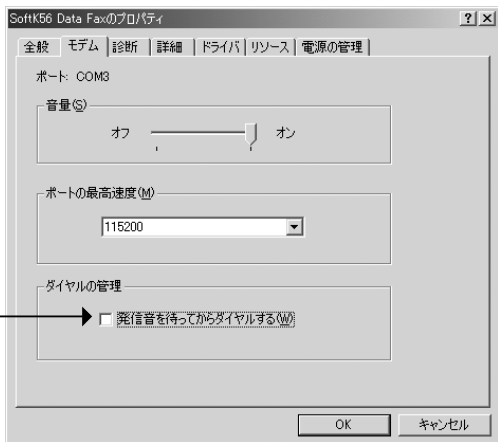 SoftK56 Data Faxのプロパティ
全般 モデム 診断 詳細 ドライバ リソース 電源の管理
ポート: COM3
音量(S)
オフ オン
ポートの最高速度(M)
115200
ダイヤルの管理
発信音を待ってからダイヤルする(W)
OK キャンセル